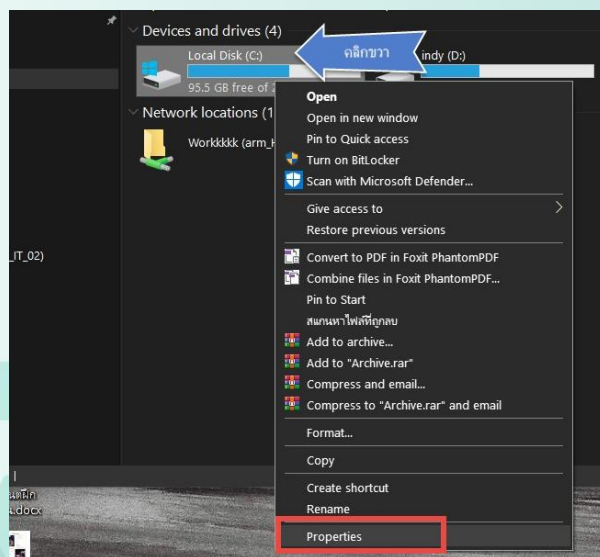 Devices and drives (4)
Local Disk (C:)
คลิกขวา
indy (D:)
95.5 GB free of
Network locations (1
Workkkkk (arm_H
_IT_02)
Open
Open in new window
Pin to Quick access
Turn on BitLocker
Scan with Microsoft Defender...
Give access to
Restore previous versions
Convert to PDF in Foxit PhantomPDF
Combine files in Foxit PhantomPDF...
Pin to Start
สแกนหาไฟล์ที่ถูกลบ
Add to archive...
Add to "Archive.rar"
Compress and email...
Compress to "Archive.rar" and email
Format...
Copy
Create shortcut
Rename
Properties
.docx